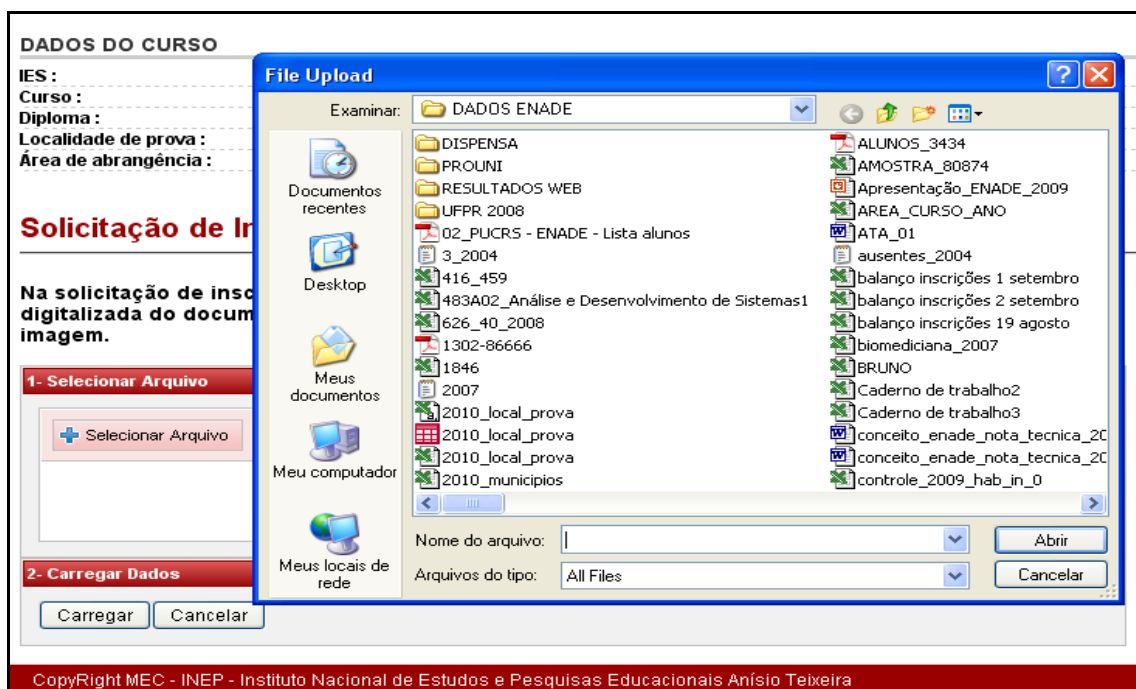 DADOS DO CURSO
IES :
Curso :
Diploma :
Localidade de prova :
Área de abrangência :
Solicitação de
Na solicitação de
digitalizada do
imagem.
1- Selecionar Arquivo
Selecionar Arquivo
2- Carregar Dados
Carregar Cancelar
File Upload
Examinar: DADOS ENADE
Documentos
recentes
Desktop
Meus
documentos
Meu computador
Meus locais de
rede
DISPENSA
PROUNI
RESULTADOS WEB
UFPR 2008
02_PUCRS - ENADE - Lista alunos
3_2004
416_459
483A02_Análise e Desenvolvimento de Sistemas1
626_40_2008
1302-86666
1846
2007
2010_local_prova
2010_local_prova
2010_local_prova
2010_municipios
ALUNOS_3434
AMOSTRA_80874
Apresentação_ENADE_2009
AREA_CURSO_ANO
ATA_01
ausentes_2004
balanço inscrições 1 setembro
balanço inscrições 2 setembro
balanço inscrições 19 agosto
biomediciana_2007
BRUNO
Caderno de trabalho2
Caderno de trabalho3
conceito_enade_nota_tecnica_20
conceito_enade_nota_tecnica_20
controle_2009_hab_in_0
Nome do arquivo: Abrir
Arquivos do tipo: All Files Cancelar
CopyRight MEC - INEP - Instituto Nacional de Estudos e Pesquisas Educacionais Anísio Teixeira